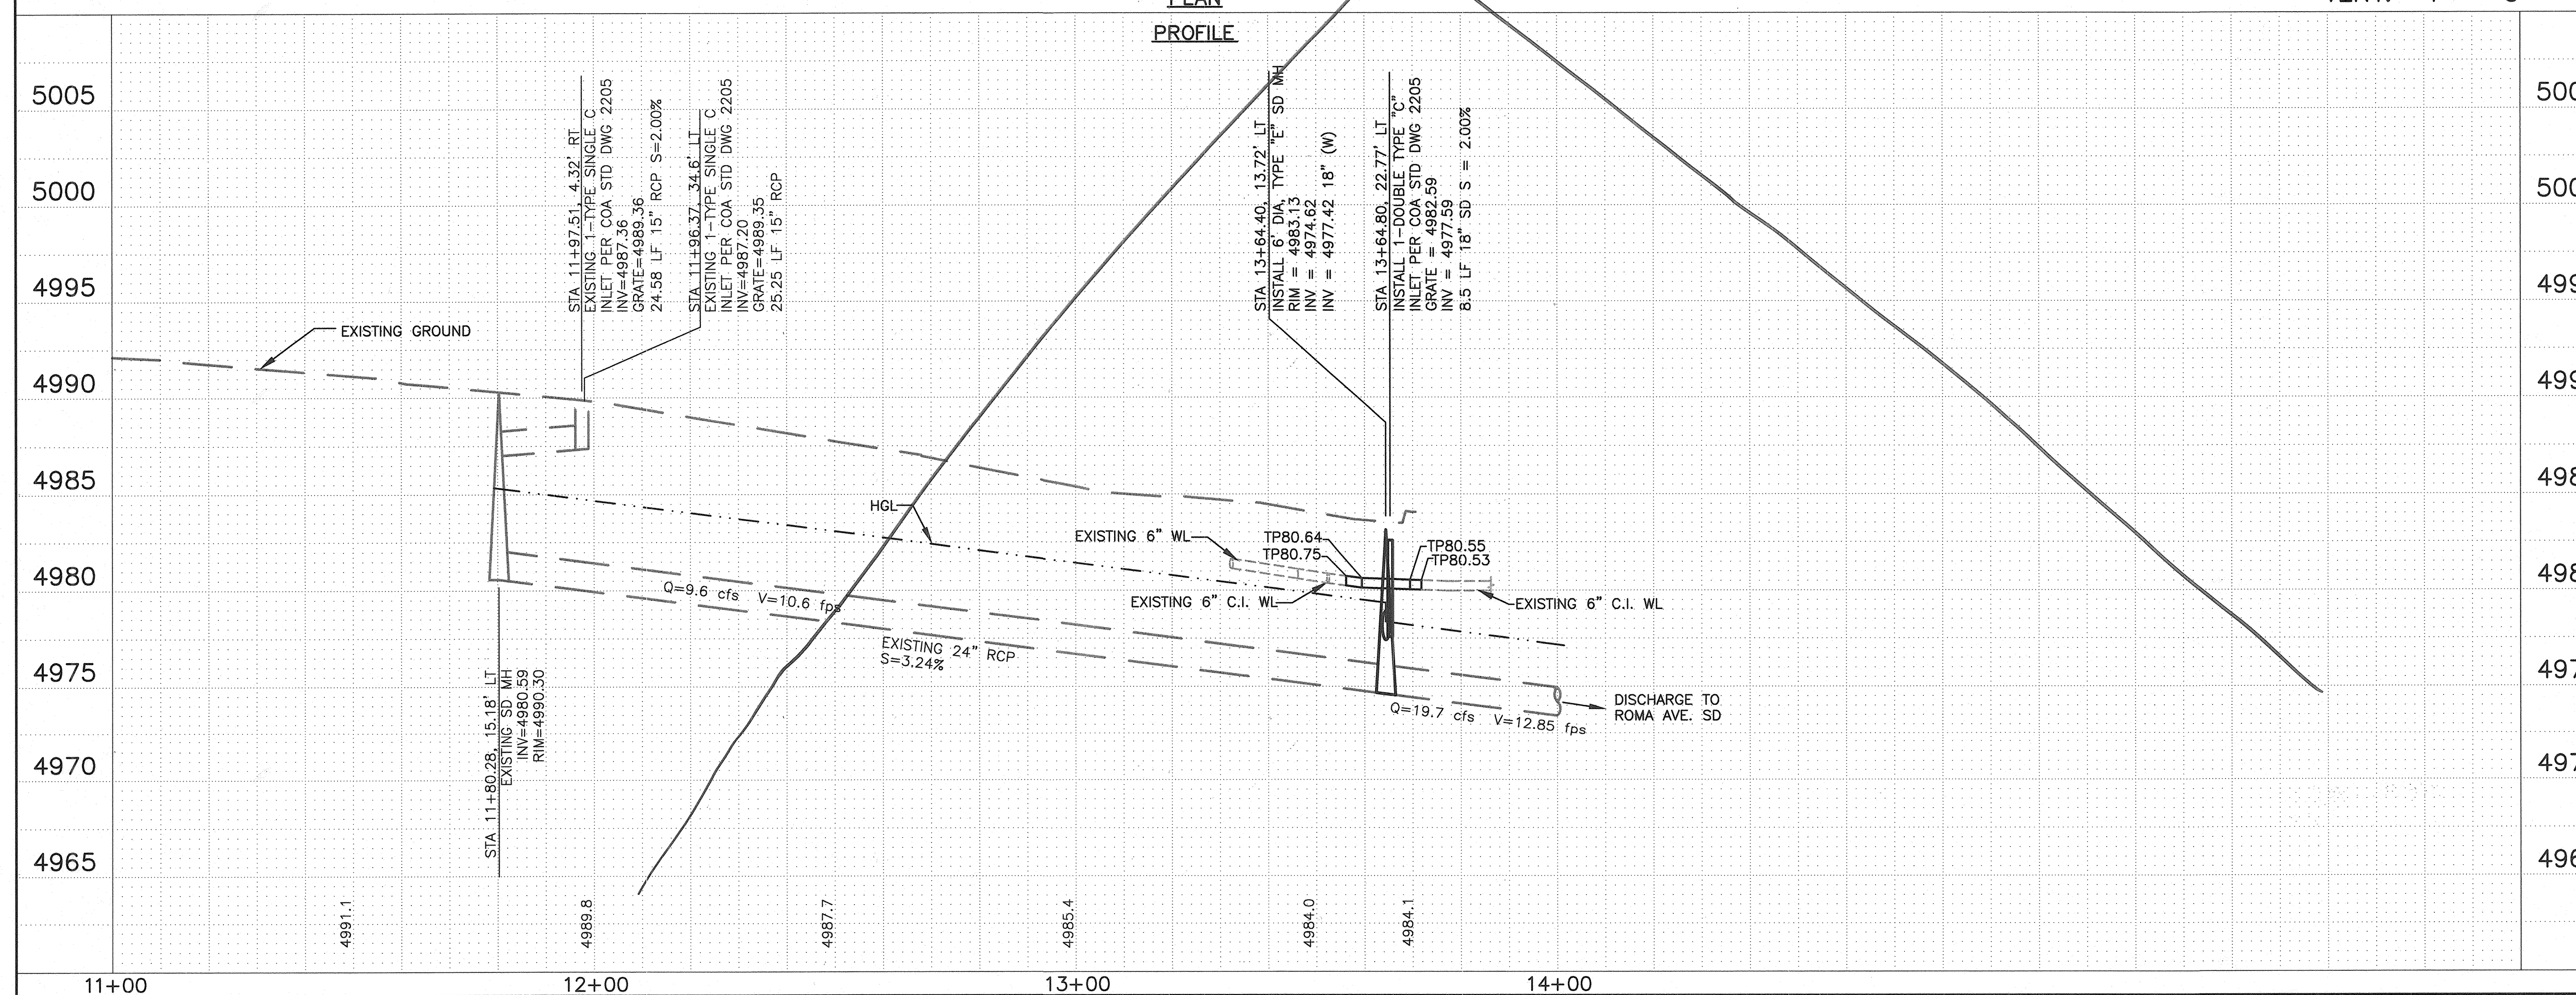 PLAN
PROFILE
5005
5000
4995
4990
4985
4980
4975
4970
4965
STA 11+97.51, 4.32' RT
EXISTING 1-TYPE SINGLE C
INLET PER COA STD DWG 2205
INV=4987.36
GRATE=4989.36
24.58 LF 15" RCP S=2.00%
STA 11+96.37, 34.6' LT
EXISTING 1-TYPE SINGLE C
INLET PER COA STD DWG 2205
INV=4987.20
GRATE=4989.35
25.25 LF 15" RCP
STA 13+64.40, 13.72' LT
INSTALL 6' DIA, TYPE "E" SD MH
RIM = 4983.13
INV = 4974.62
INV = 4977.42 18" (W)
STA 13+64.80, 22.77' LT
INSTALL 1-DOUBLE TYPE "C"
INLET PER COA STD DWG 2205
GRATE = 4982.59
INV = 4977.59
8.5 LF 18" SD S = 2.00%
EXISTING GROUND
HGL
EXISTING 6" WL
TP80.64
TP80.75
TP80.55
TP80.53
EXISTING 6" C.I. WL
EXISTING 6" C.I. WL
Q=9.6 cfs V=10.6 fps
EXISTING 24" RCP
S=3.24%
STA 11+80.28, 15.18' LT
EXISTING SD MH
INV=4980.59
RIM=4990.30
Q=19.7 cfs V=12.85 fps
DISCHARGE TO
ROMA AVE. SD
4991.1
4989.8
4987.7
4985.4
4984.0
4984.1
11+00
12+00
13+00
14+00